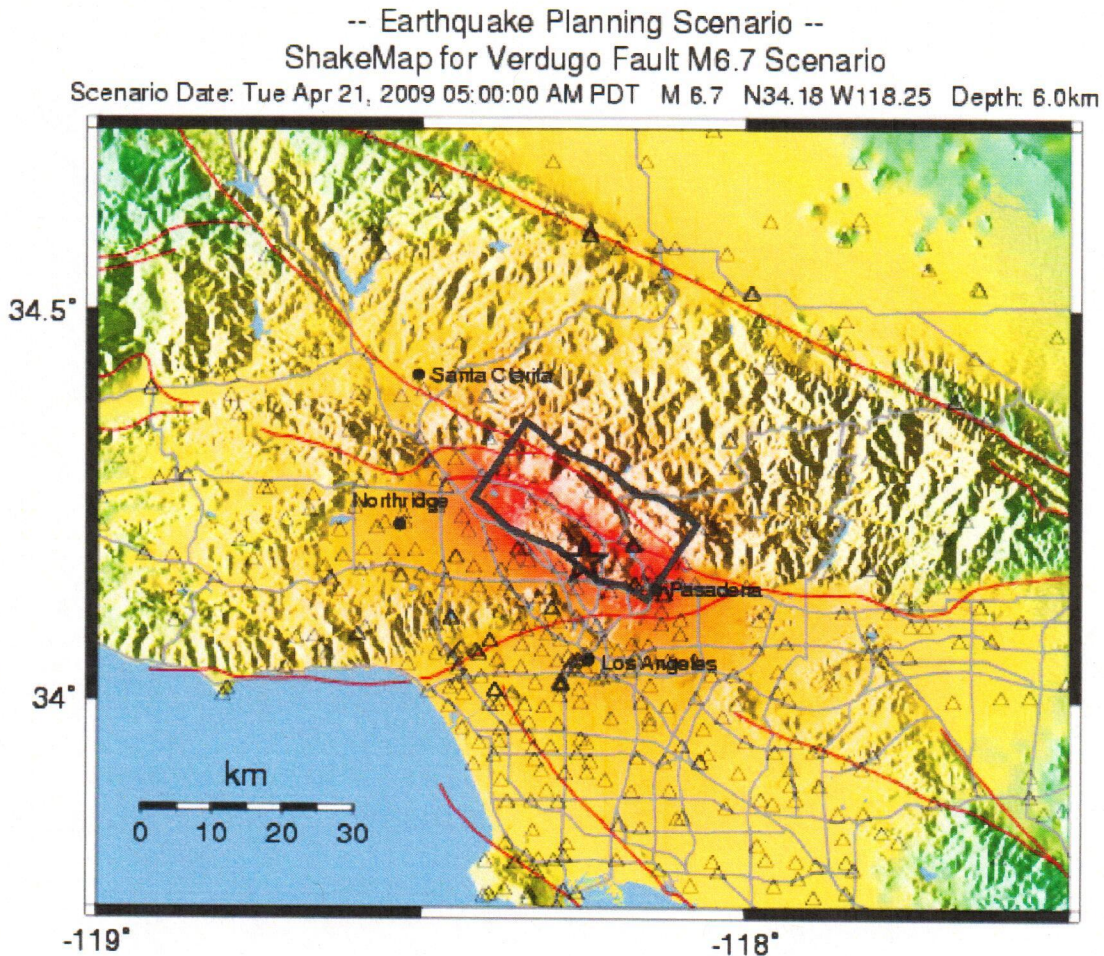 -- Earthquake Planning Scenario --
ShakeMap for Verdugo Fault M6.7 Scenario
Scenario Date: Tue Apr 21, 2009 05:00:00 AM PDT M 6.7 N34.18 W118.25 Depth: 6.0km
34.5°
Santa Clarita
Northridge
Pasadena
Los Angeles
34°
km
0 10 20 30
-119° -118°